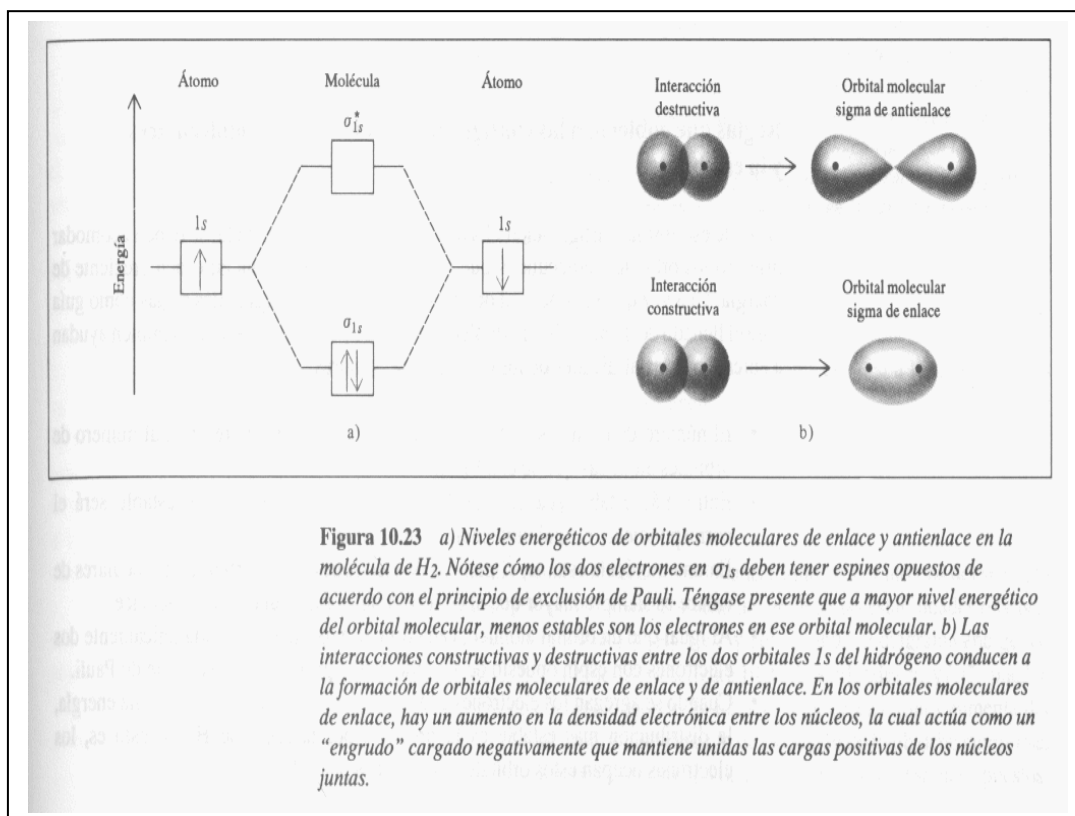 Átomo
Molécula
Átomo
Energía
σ*1s
1s
1s
σ1s
a)
Interacción
destructiva
Orbital molecular
sigma de antienlace
Interacción
constructiva
Orbital molecular
sigma de enlace
b)
Figura 10.23 a) Niveles energéticos de orbitales moleculares de enlace y antienlace en la
molécula de H2. Nótese cómo los dos electrones en σ1s deben tener espines opuestos de
acuerdo con el principio de exclusión de Pauli. Téngase presente que a mayor nivel energético
del orbital molecular, menos estables son los electrones en ese orbital molecular. b) Las
interacciones constructivas y destructivas entre los dos orbitales 1s del hidrógeno conducen a
la formación de orbitales moleculares de enlace y de antienlace. En los orbitales moleculares
de enlace, hay un aumento en la densidad electrónica entre los núcleos, la cual actúa como un
“engrudo” cargado negativamente que mantiene unidas las cargas positivas de los núcleos
juntas.